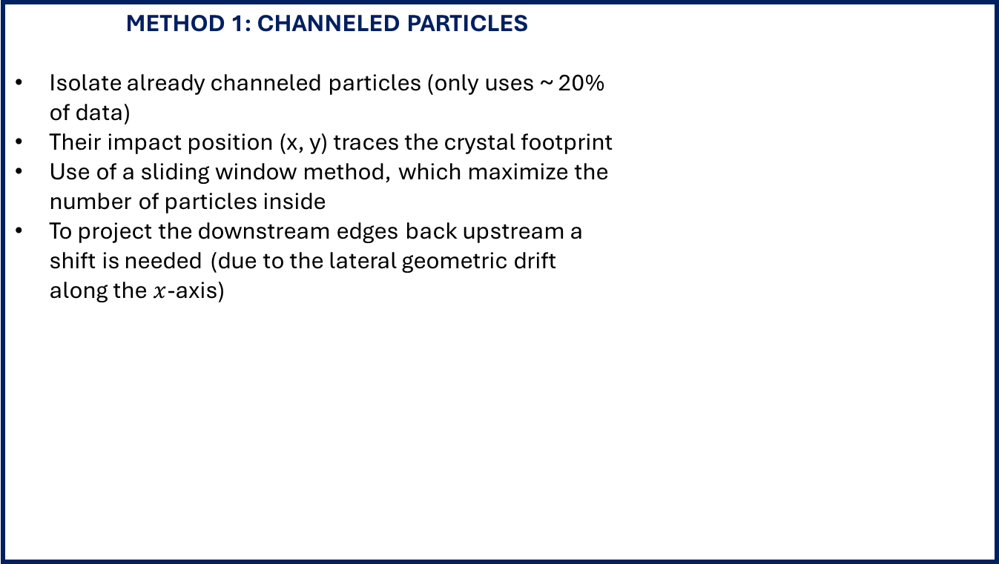 METHOD 1: CHANNELED PARTICLES
• Isolate already channeled particles (only uses ~ 20%
of data)
• Their impact position (x, y) traces the crystal footprint
• Use of a sliding window method, which maximize the
number of particles inside
• To project the downstream edges back upstream a
shift is needed (due to the lateral geometric drift
along the 𝑥-axis)